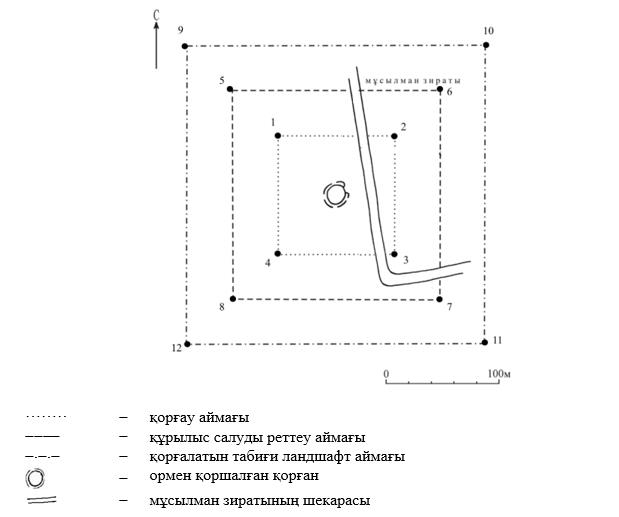 С
9
10
5
мұсылман зираты
6
1
2
4
3
8
7
12
11
0
100м
– қорғау аймағы
– құрылыс салуды реттеу аймағы
– қорғалатын табиғи ландшафт аймағы
– ормен қоршалған қорған
– мұсылман зиратының шекарасы